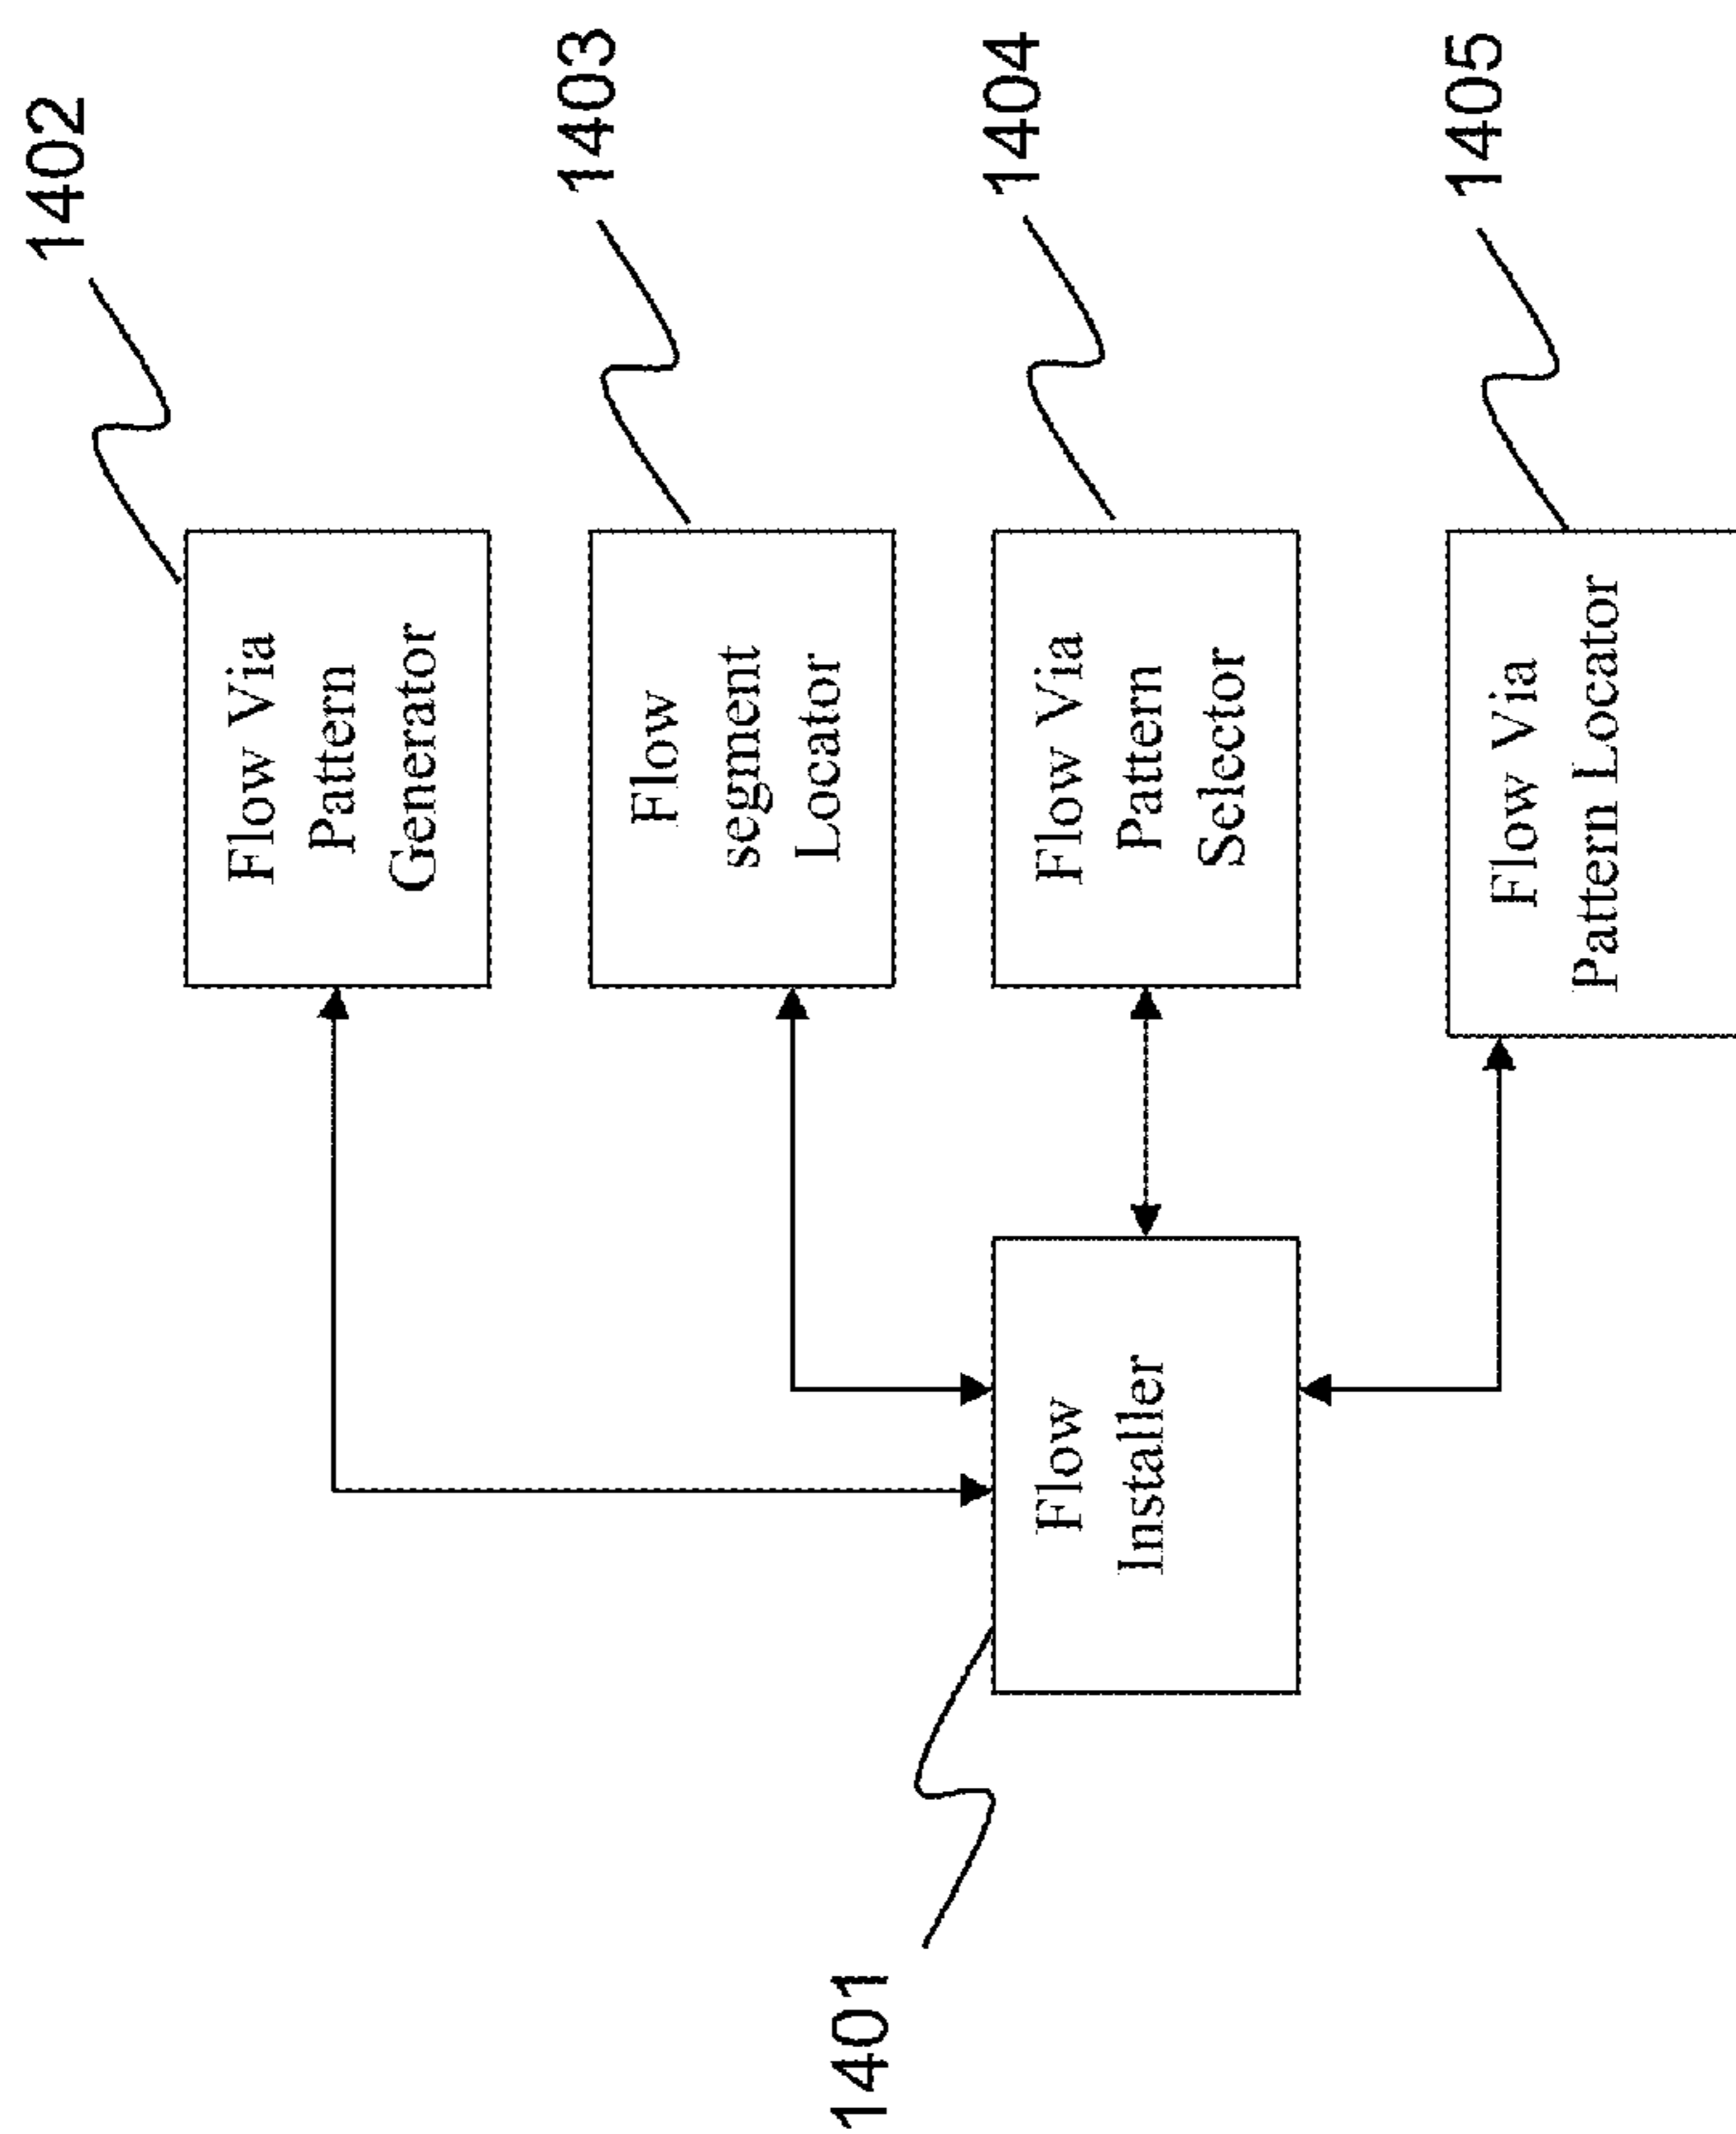 1402
Flow Via
Pattern
Generator
1403
Flow
segment
Locator
1404
Flow Via
Pattern
Selector
1405
Flow Via
Pattern Locator
1401
Flow
Installer